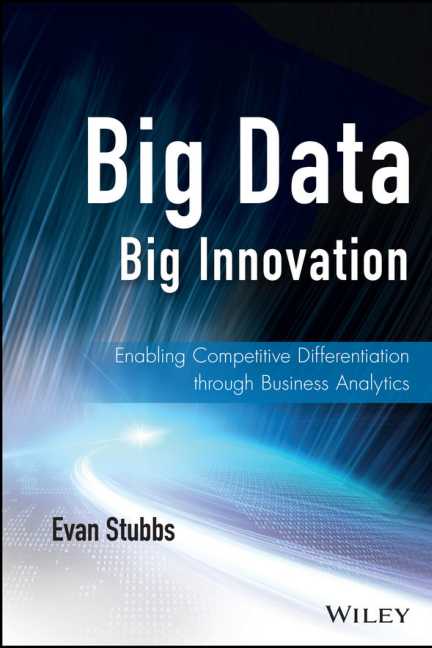 Big Data
Big Innovation
Enabling Competitive Differentiation
through Business Analytics
Evan Stubbs
WILEY